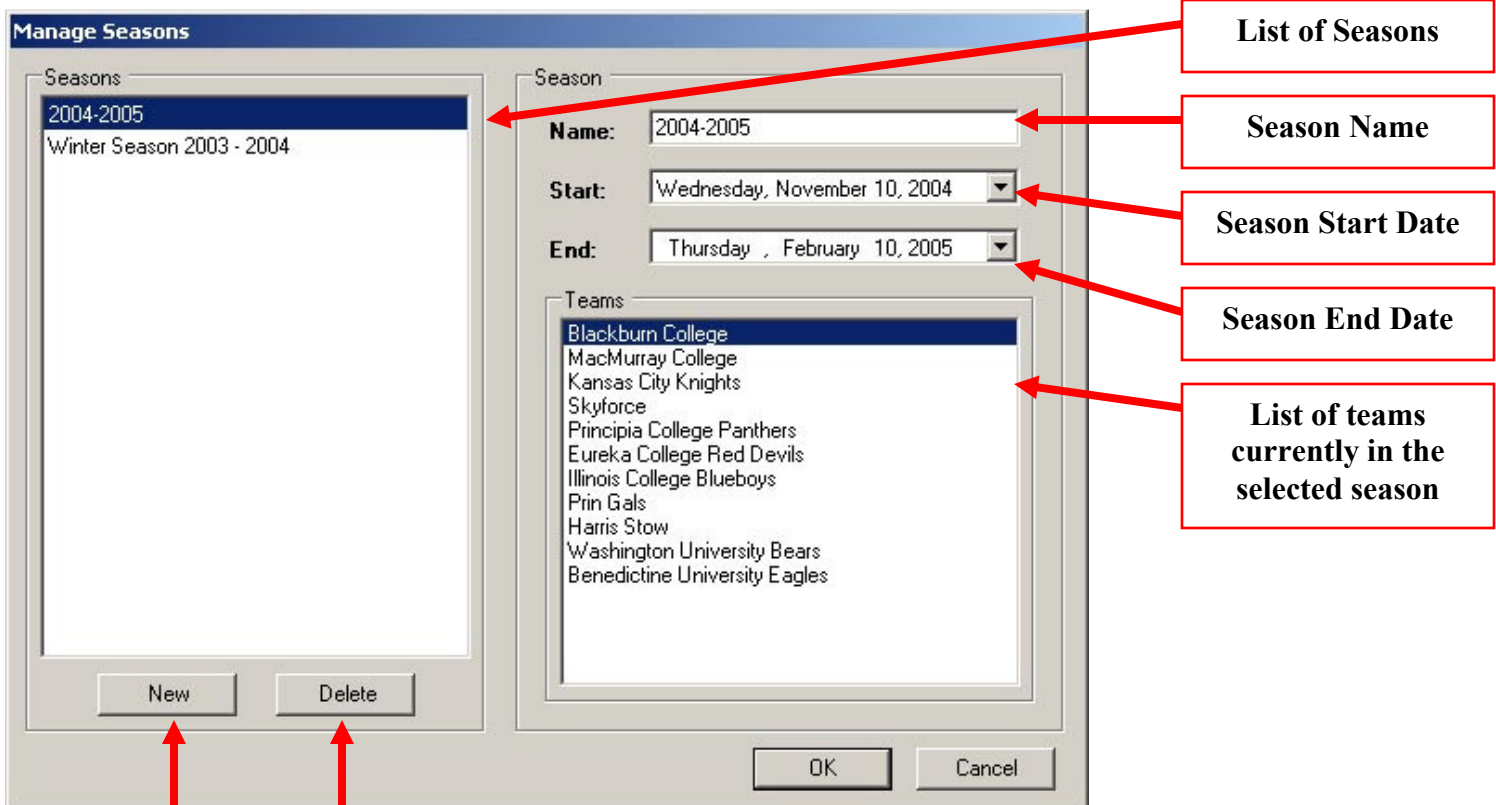 Manage Seasons
Seasons
2004-2005
Winter Season 2003 - 2004
New
Delete
Season
Name:
2004-2005
Start:
Wednesday, November 10, 2004
End:
Thursday , February 10, 2005
Teams
Blackburn College
MacMurray College
Kansas City Knights
Skyforce
Principia College Panthers
Eureka College Red Devils
Illinois College Blueboys
Prin Gals
Harris Stow
Washington University Bears
Benedictine University Eagles
OK
Cancel
List of Seasons
Season Name
Season Start Date
Season End Date
List of teams
currently in the
selected season